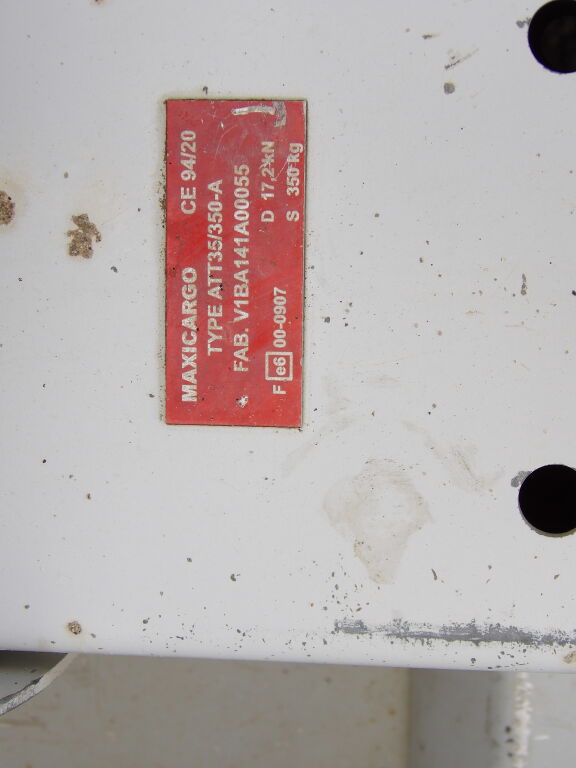 MAXICARGO CE 94/20
TYPE ATT35/350-A
FAB. V1BA141A00055
D 17,2 kN
F e6 00-0907 S 350 kg